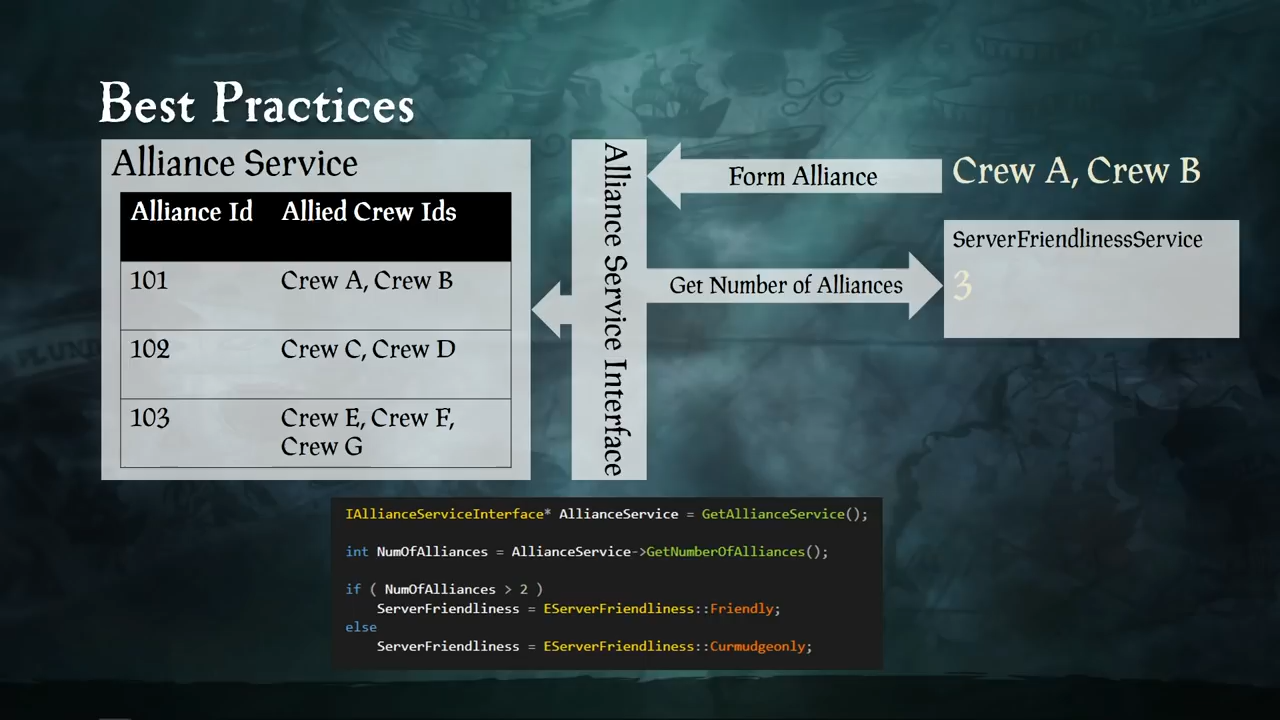 Best Practices
Alliance Service
Alliance Id Allied Crew Ids
101 Crew A, Crew B
102 Crew C, Crew D
103 Crew E, Crew F,
Crew G
Alliance Service Interface
Form Alliance
Crew A, Crew B
Get Number of Alliances
ServerFriendlinessService
3
IAllianceServiceInterface* AllianceService = GetAllianceService();
int NumOfAlliances = AllianceService->GetNumberOfAlliances();
if ( NumOfAlliances > 2 )
    ServerFriendliness = EServerFriendliness::Friendly;
else
    ServerFriendliness = EServerFriendliness::Curmudgeonly;